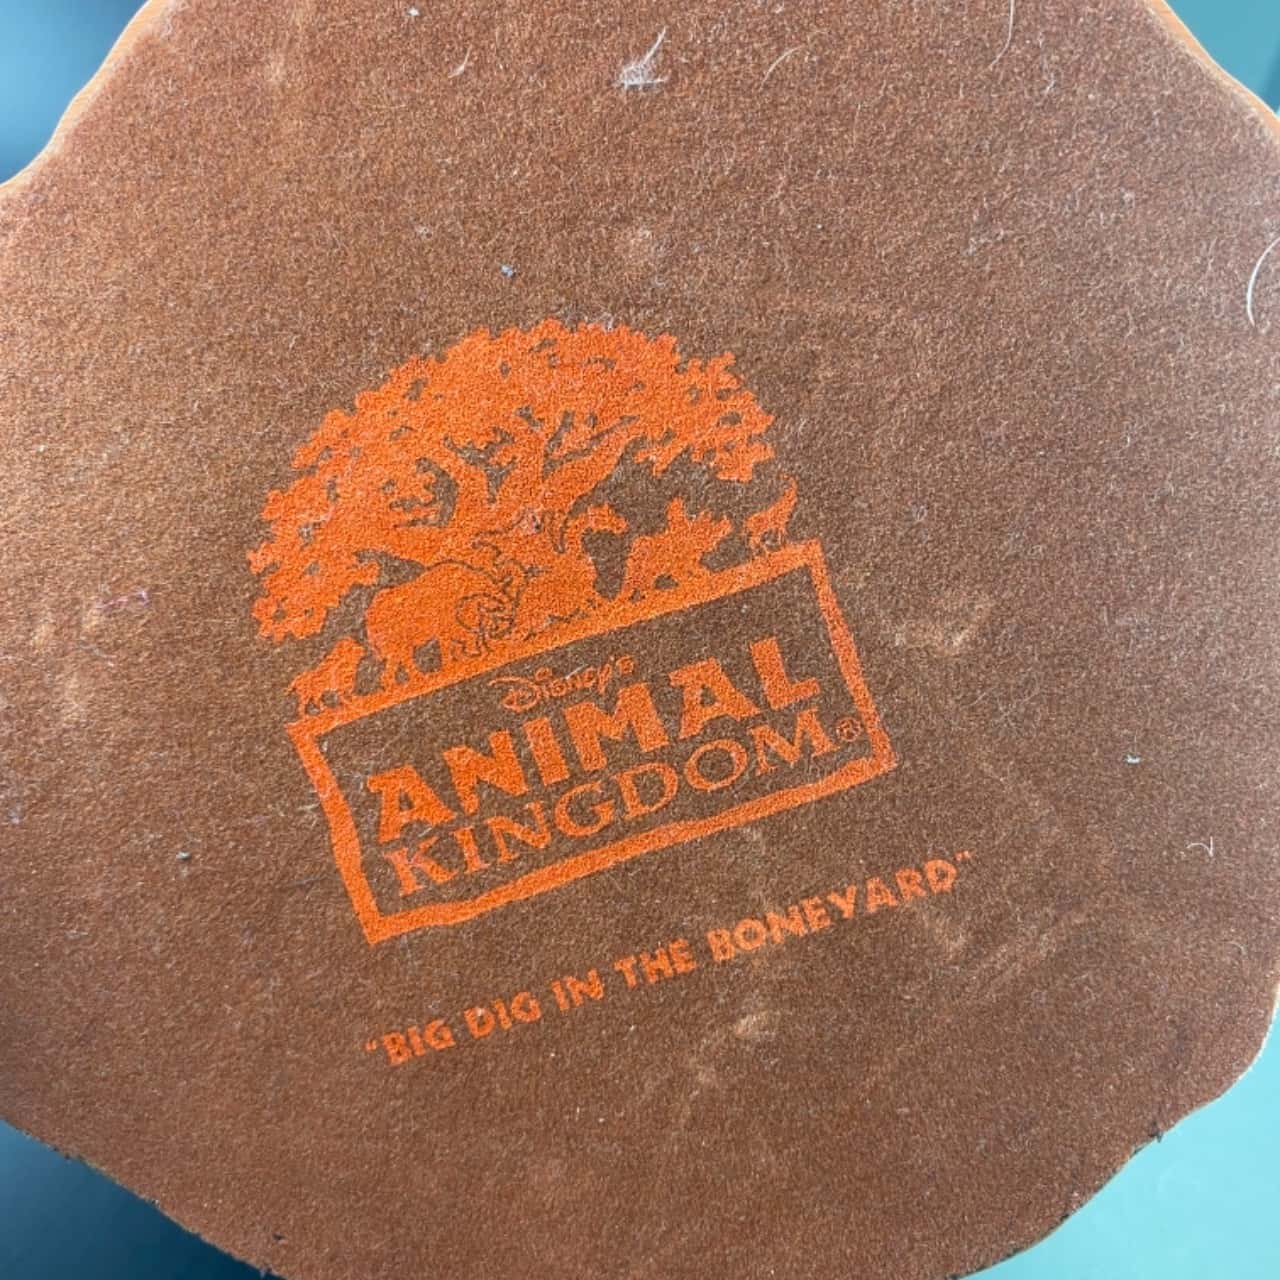 Disney's
ANIMAL
KINGDOM®
"BIG DIG IN THE BONEYARD"